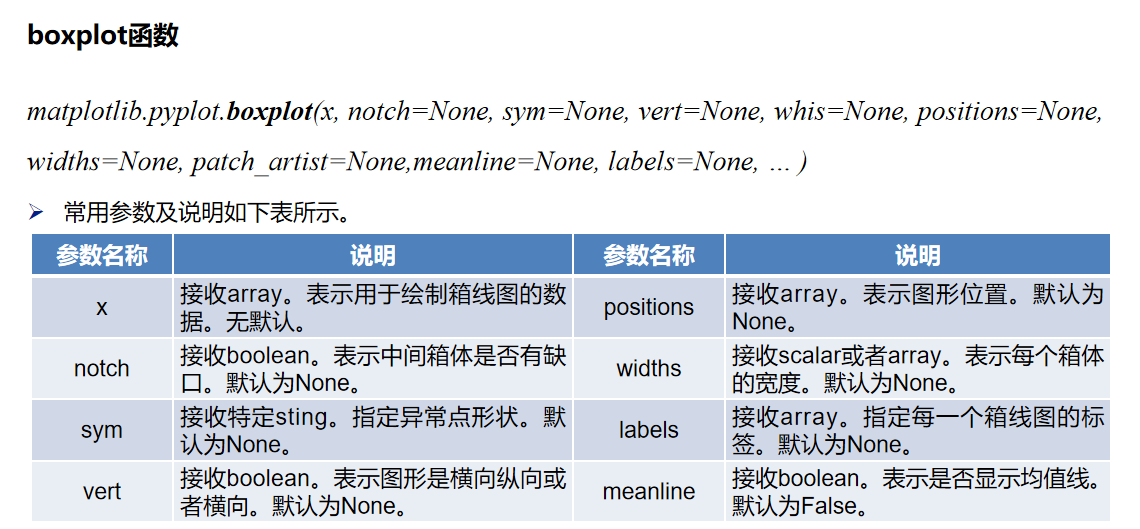 boxplot函数
matplotlib.pyplot.boxplot(x, notch=None, sym=None, vert=None, whis=None, positions=None,
widths=None, patch_artist=None,meanline=None, labels=None, … )
➢ 常用参数及说明如下表所示。
参数名称 说明 参数名称 说明
x 接收array。表示用于绘制箱线图的数 positions 接收array。表示图形位置。默认为
据。无默认。 None。
notch 接收boolean。表示中间箱体是否有缺 widths 接收scalar或者array。表示每个箱体
口。默认为None。 的宽度。默认为None。
sym 接收特定sting。指定异常点形状。默 labels 接收array。指定每一个箱线图的标
认为None。 签。默认为None。
vert 接收boolean。表示图形是横向纵向或 meanline 接收boolean。表示是否显示均值线。
者横向。默认为None。 默认为False。